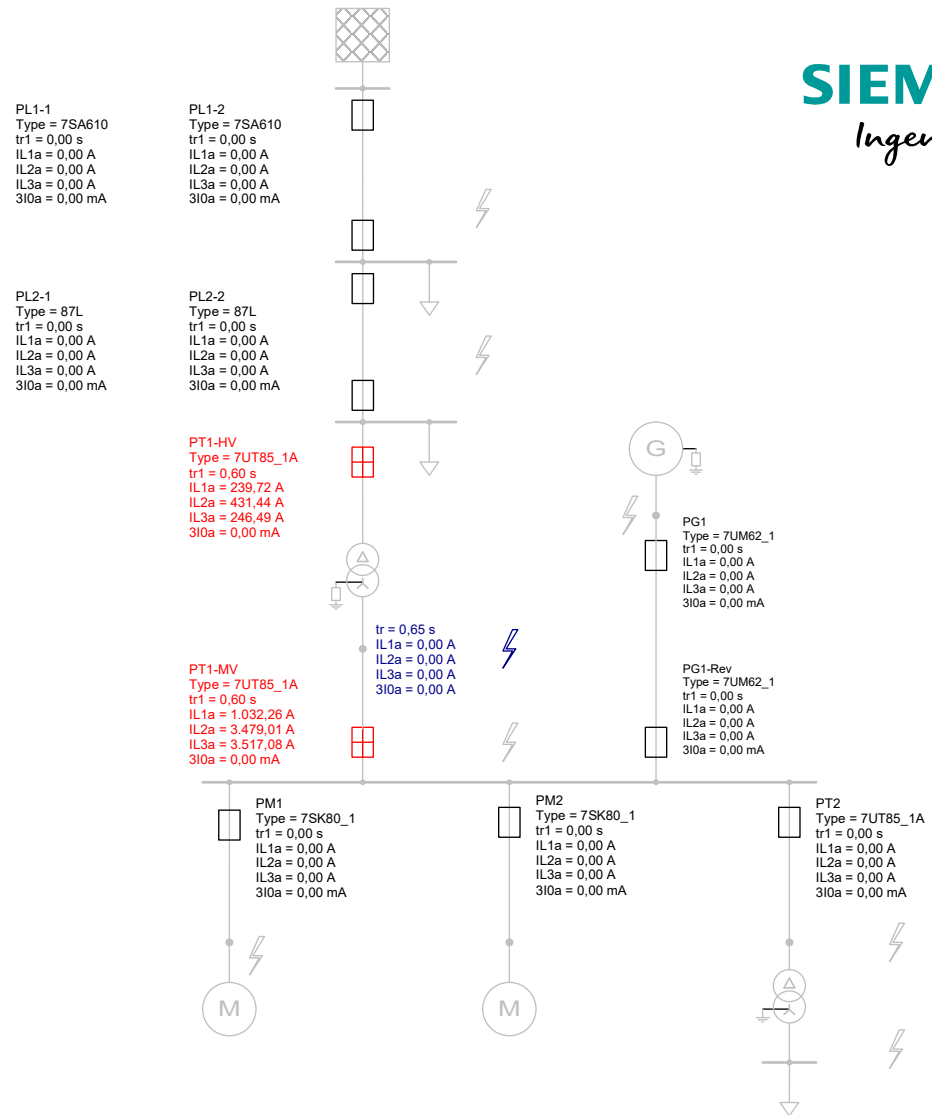 SIEM
Ingen
PL1-1
Type = 7SA610
tr1 = 0,00 s
IL1a = 0,00 A
IL2a = 0,00 A
IL3a = 0,00 A
3I0a = 0,00 mA
PL1-2
Type = 7SA610
tr1 = 0,00 s
IL1a = 0,00 A
IL2a = 0,00 A
IL3a = 0,00 A
3I0a = 0,00 mA
PL2-1
Type = 87L
tr1 = 0,00 s
IL1a = 0,00 A
IL2a = 0,00 A
IL3a = 0,00 A
3I0a = 0,00 mA
PL2-2
Type = 87L
tr1 = 0,00 s
IL1a = 0,00 A
IL2a = 0,00 A
IL3a = 0,00 A
3I0a = 0,00 mA
PT1-HV
Type = 7UT85_1A
tr1 = 0,60 s
IL1a = 239,72 A
IL2a = 431,44 A
IL3a = 246,49 A
3I0a = 0,00 mA
G
PG1
Type = 7UM62_1
tr1 = 0,00 s
IL1a = 0,00 A
IL2a = 0,00 A
IL3a = 0,00 A
3I0a = 0,00 mA
tr = 0,65 s
IL1a = 0,00 A
IL2a = 0,00 A
IL3a = 0,00 A
3I0a = 0,00 A
PT1-MV
Type = 7UT85_1A
tr1 = 0,60 s
IL1a = 1.032,26 A
IL2a = 3.479,01 A
IL3a = 3.517,08 A
3I0a = 0,00 mA
PG1-Rev
Type = 7UM62_1
tr1 = 0,00 s
IL1a = 0,00 A
IL2a = 0,00 A
IL3a = 0,00 A
3I0a = 0,00 mA
PM1
Type = 7SK80_1
tr1 = 0,00 s
IL1a = 0,00 A
IL2a = 0,00 A
IL3a = 0,00 A
3I0a = 0,00 mA
PM2
Type = 7SK80_1
tr1 = 0,00 s
IL1a = 0,00 A
IL2a = 0,00 A
IL3a = 0,00 A
3I0a = 0,00 mA
PT2
Type = 7UT85_1A
tr1 = 0,00 s
IL1a = 0,00 A
IL2a = 0,00 A
IL3a = 0,00 A
3I0a = 0,00 mA
M
M